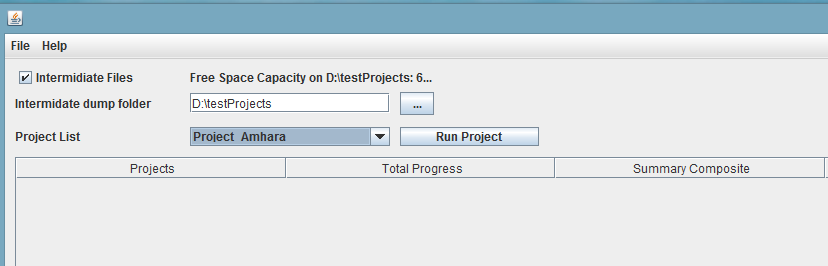 File Help
Intermidiate Files Free Space Capacity on D:\testProjects: 6...
Intermidate dump folder D:\testProjects ...
Project List Project Amhara Run Project
Projects Total Progress Summary Composite